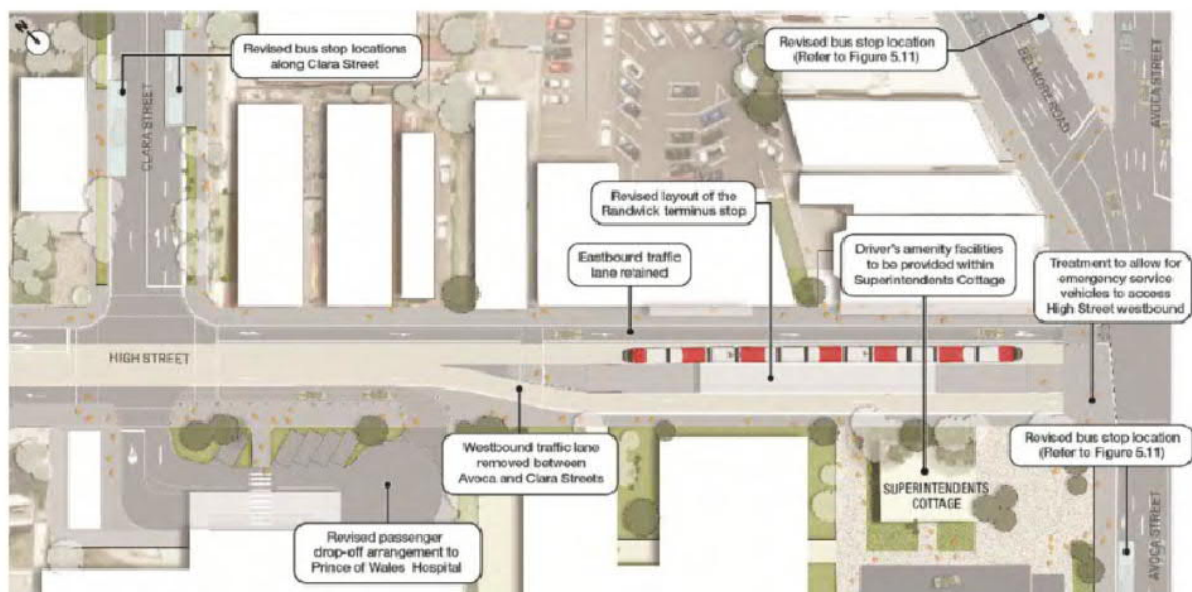 N
Revised bus stop locations
along Clara Street
Revised bus stop location
(Refer to Figure 5.11)
CLARA STREET
BELMORE ROAD
AVOCA STREET
Revised layout of the
Randwick terminus stop
Eastbound traffic
lane retained
Driver's amenity facilities
to be provided within
Superintendents Cottage
Treatment to allow for
emergency service
vehicles to access
High Street westbound
HIGH STREET
Westbound traffic lane
removed between
Avoca and Clara Streets
Revised bus stop location
(Refer to Figure 5.11)
SUPERINTENDENTS
COTTAGE
Revised passenger
drop-off arrangement to
Prince of Wales Hospital
AVOCA STREET